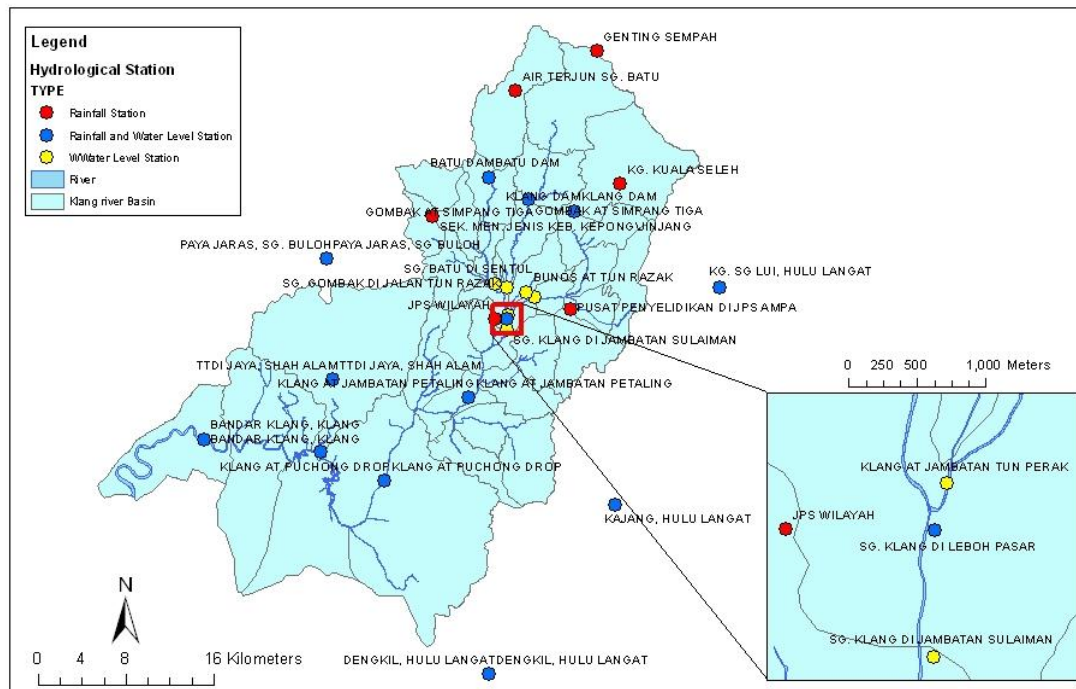 Legend
Hydrological Station
TYPE
Rainfall Station
Rainfall and Water Level Station
WWater Level Station
River
Klang river Basin
GENTING SEMPAH
AIR TERJUN SG. BATU
BATU DAMBATU DAM
KG. KUALA SELEH
KLANG DAMKLANG DAM
GOMBAK AT SIMPANG TIGA
GOMBAK AT SIMPANG TIGA
SEK. MEN. JENIS KEB. KEPONGJINJANG
PAYA JARAS, SG. BULOHPAYA JARAS, SG BULOH
SG. BATU DI SENTUL
BUNOS AT TUN RAZAK
KG. SG LUI, HULU LANGAT
SG. GOMBAK DI JALAN TUN RAZAK
JPS WILAYAH
PUSAT PENYELIDIKAN DI JPS AMPA
SG. KLANG DI JAMBATAN SULAIMAN
TTDI JAYA, SHAH ALAMTTDI JAYA, SHAH ALAM
KLANG AT JAMBATAN PETALING
KLANG AT JAMBATAN PETALING
BANDAR KLANG, KLANG
BANDAR KLANG, KLANG
KLANG AT PUCHONG DROP
KLANG AT PUCHONG DROP
KAJANG, HULU LANGAT
DENGKIL, HULU LANGATDENGKIL, HULU LANGAT
N
0 4 8 16 Kilometers
0 500 1,000 Meters
KLANG AT JAMBATAN TUN PERAK
JPS WILAYAH
SG. KLANG DI LEBOH PASAR
SG. KLANG DI JAMBATAN SULAIMAN